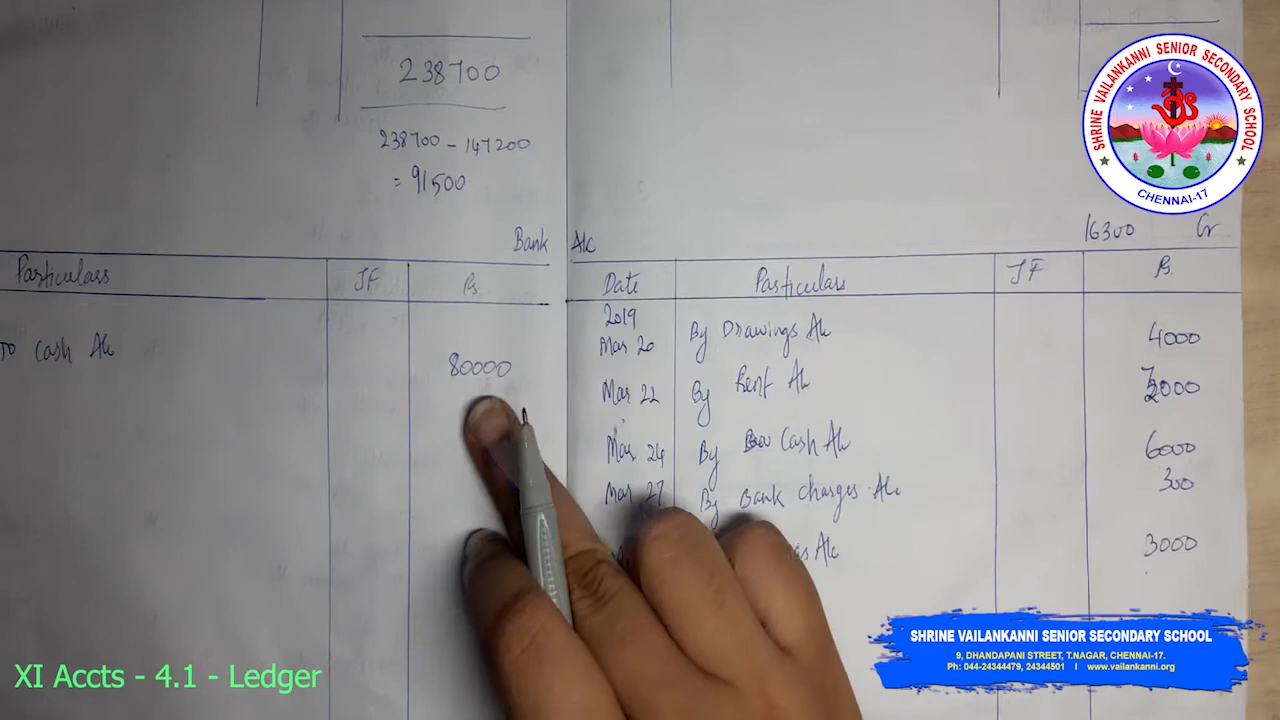 238700
238700 - 147200
= 91500
Bank A/c
16300 Cr
Particulars JF Rs. Date Particulars JF Rs.
2019
To Cash A/c 80000 Mar 20 By Drawings A/c 4000
Mar 22 By Rent A/c 000
Mar 24 By Cash A/c 6000
Mar 27 By Bank Charges A/c 300
A/c 3000
SHRINE VAILANKANNI SENIOR SECONDARY SCHOOL
CHENNAI-17
XI Accts - 4.1 - Ledger
SHRINE VAILANKANNI SENIOR SECONDARY SCHOOL
9, DHANDAPANI STREET, T.NAGAR, CHENNAI-17.
Ph: 044-24344479, 24344501 I www.vailankanni.org